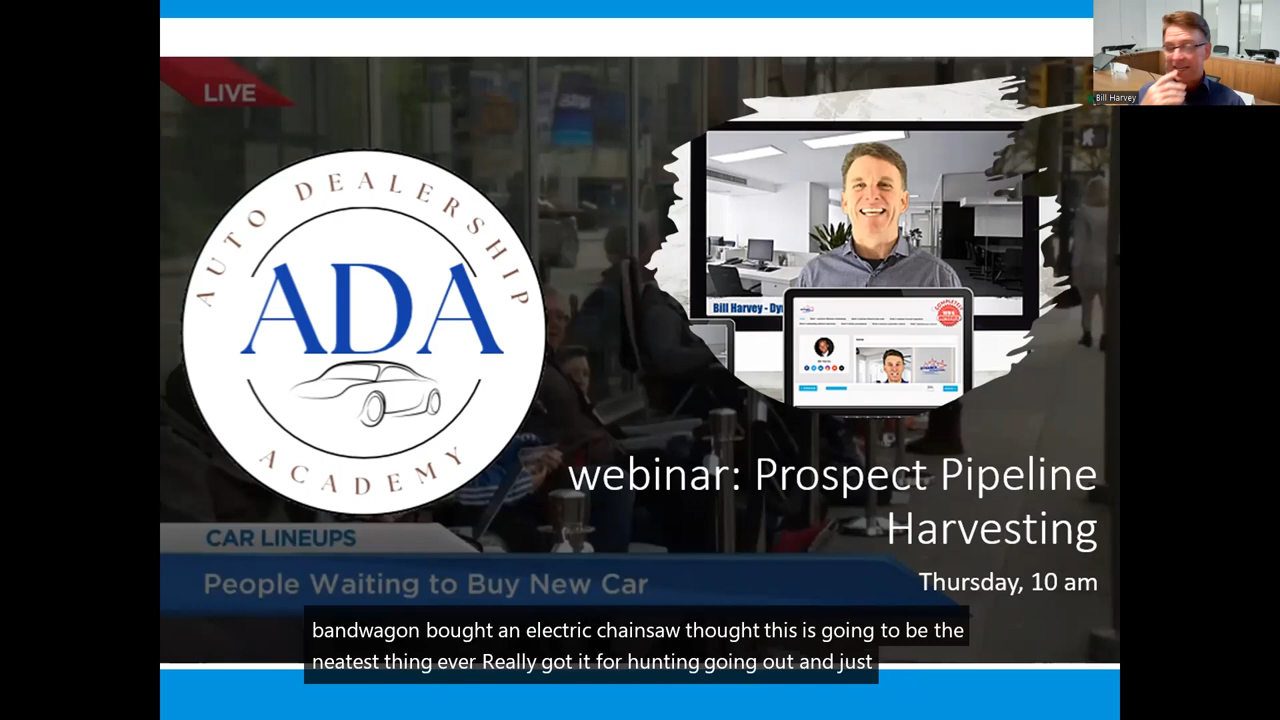 LIVE
AUTO DEALERSHIP
ADA
ACADEMY
Bill Harvey
Bill Harvey - Dy
COMPLETELY
webinar: Prospect Pipeline
Harvesting
Thursday, 10 am
CAR LINEUPS
People Waiting to Buy New Car
bandwagon bought an electric chainsaw thought this is going to be the
neatest thing ever Really got it for hunting going out and just